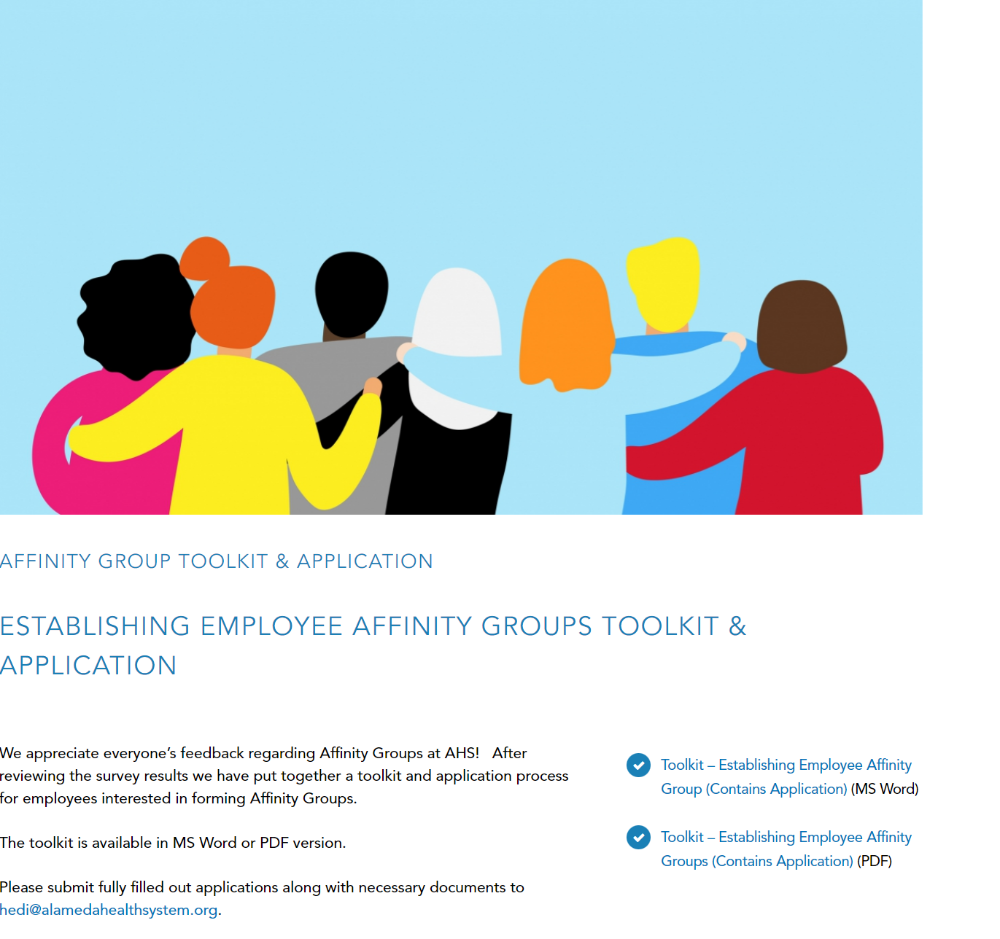 AFFINITY GROUP TOOLKIT & APPLICATION
ESTABLISHING EMPLOYEE AFFINITY GROUPS TOOLKIT &
APPLICATION
We appreciate everyone’s feedback regarding Affinity Groups at AHS!   After
reviewing the survey results we have put together a toolkit and application process
for employees interested in forming Affinity Groups.
The toolkit is available in MS Word or PDF version.
Please submit fully filled out applications along with necessary documents to
hedi@alamedahealthsystem.org.
Toolkit – Establishing Employee Affinity
Group (Contains Application) (MS Word)
Toolkit – Establishing Employee Affinity
Groups (Contains Application) (PDF)